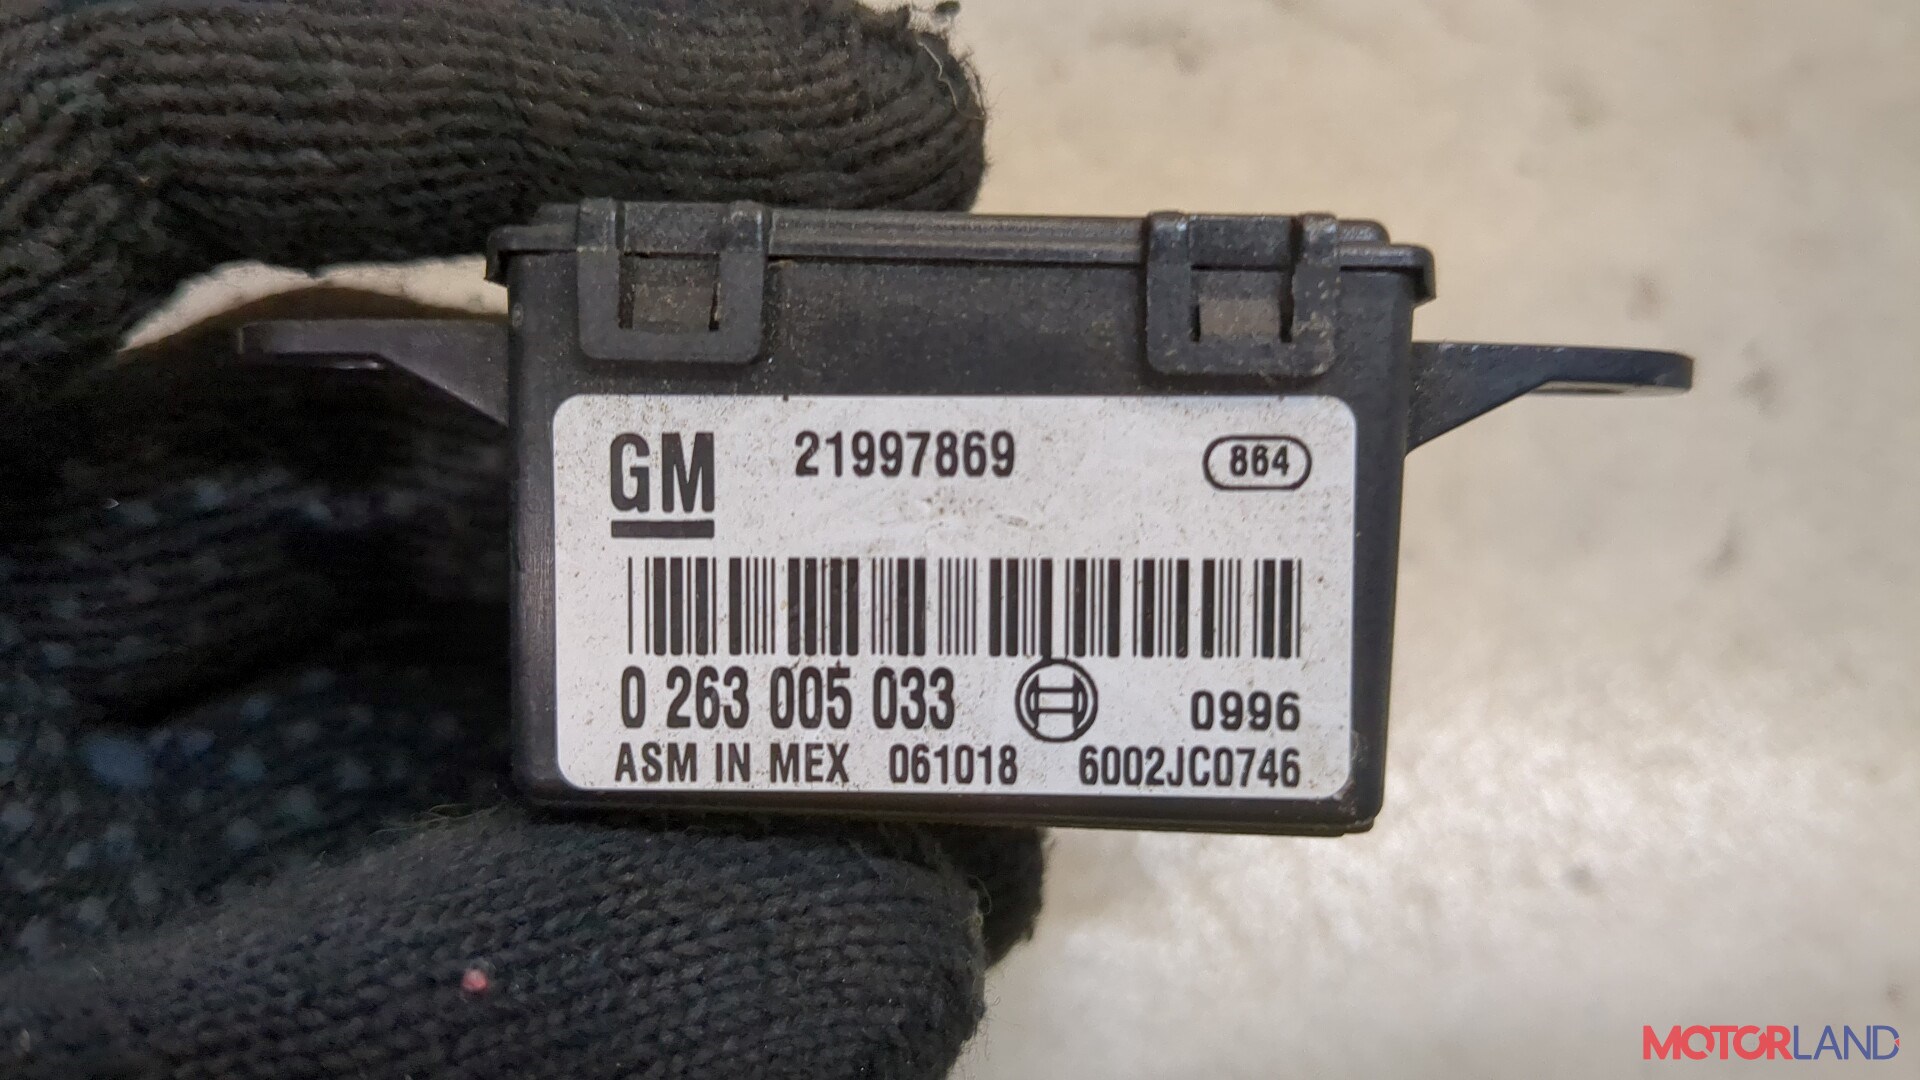 GM 21997869 864
0 263 005 033 0996
ASM IN MEX 061018 6002JC0746
MOTORLAND